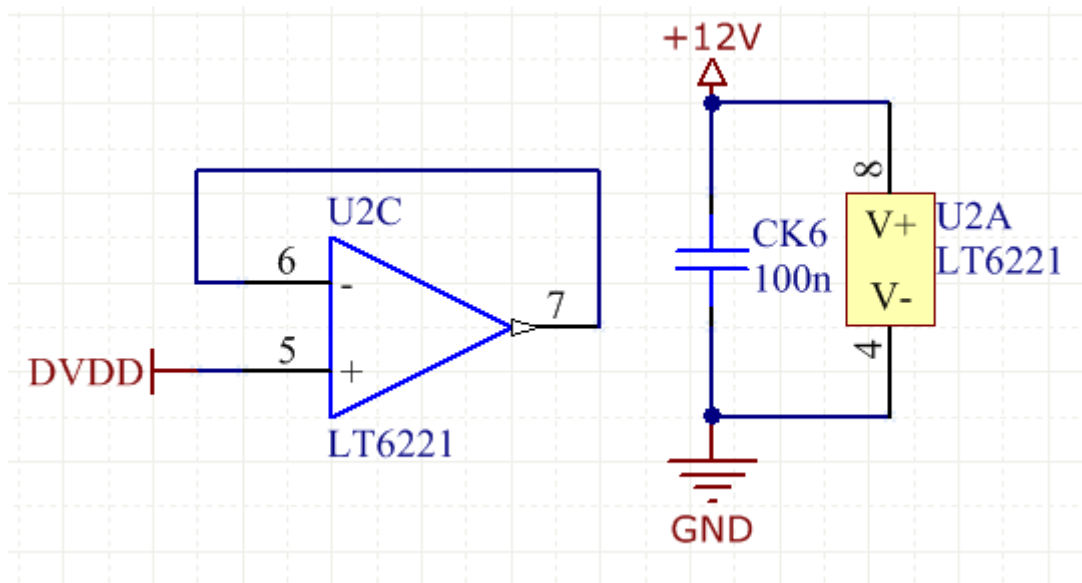 +12V
U2C
6
-
7
5
+
DVDD
LT6221
CK6
100n
8
V+
V-
4
U2A
LT6221
GND